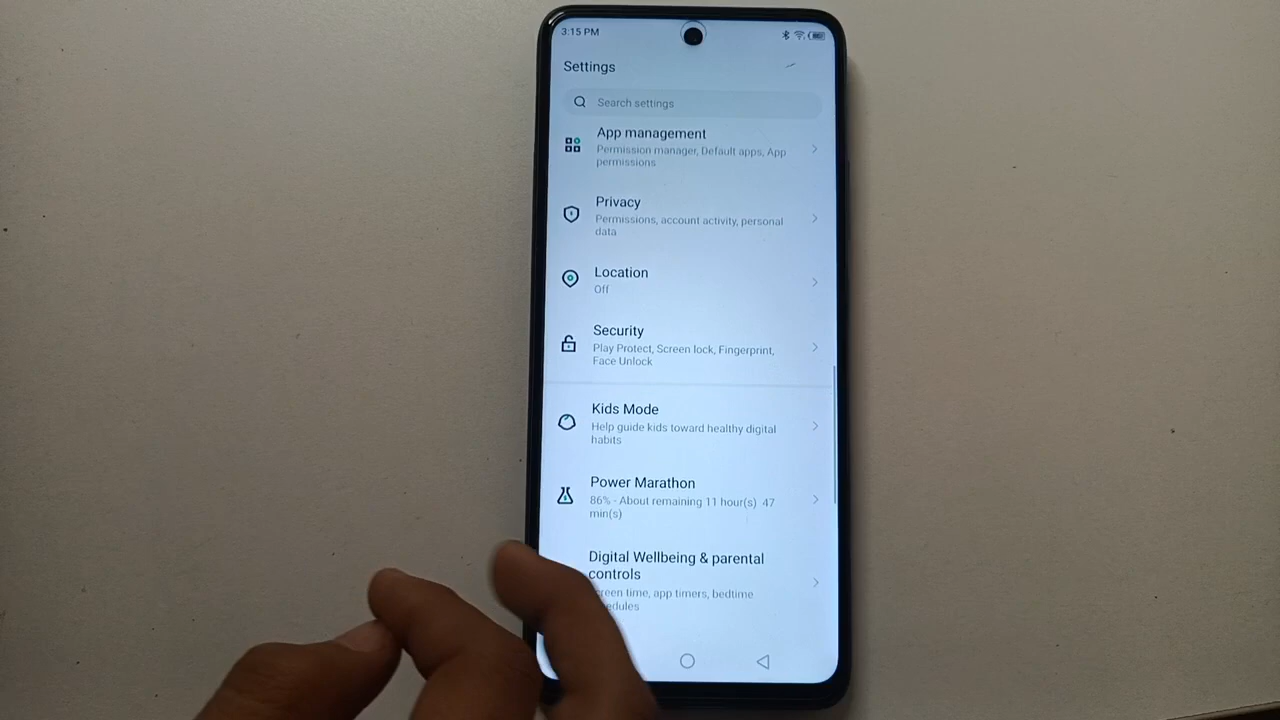 3:15 PM
Settings
Search settings
App management
Permission manager, Default apps, App
permissions
Privacy
Permissions, account activity, personal
data
Location
Off
Security
Play Protect, Screen lock, Fingerprint,
Face Unlock
Kids Mode
Help guide kids toward healthy digital
habits
Power Marathon
86% - About remaining 11 hour(s) 47
min(s)
Digital Wellbeing & parental
controls
time, app timers, bedtime